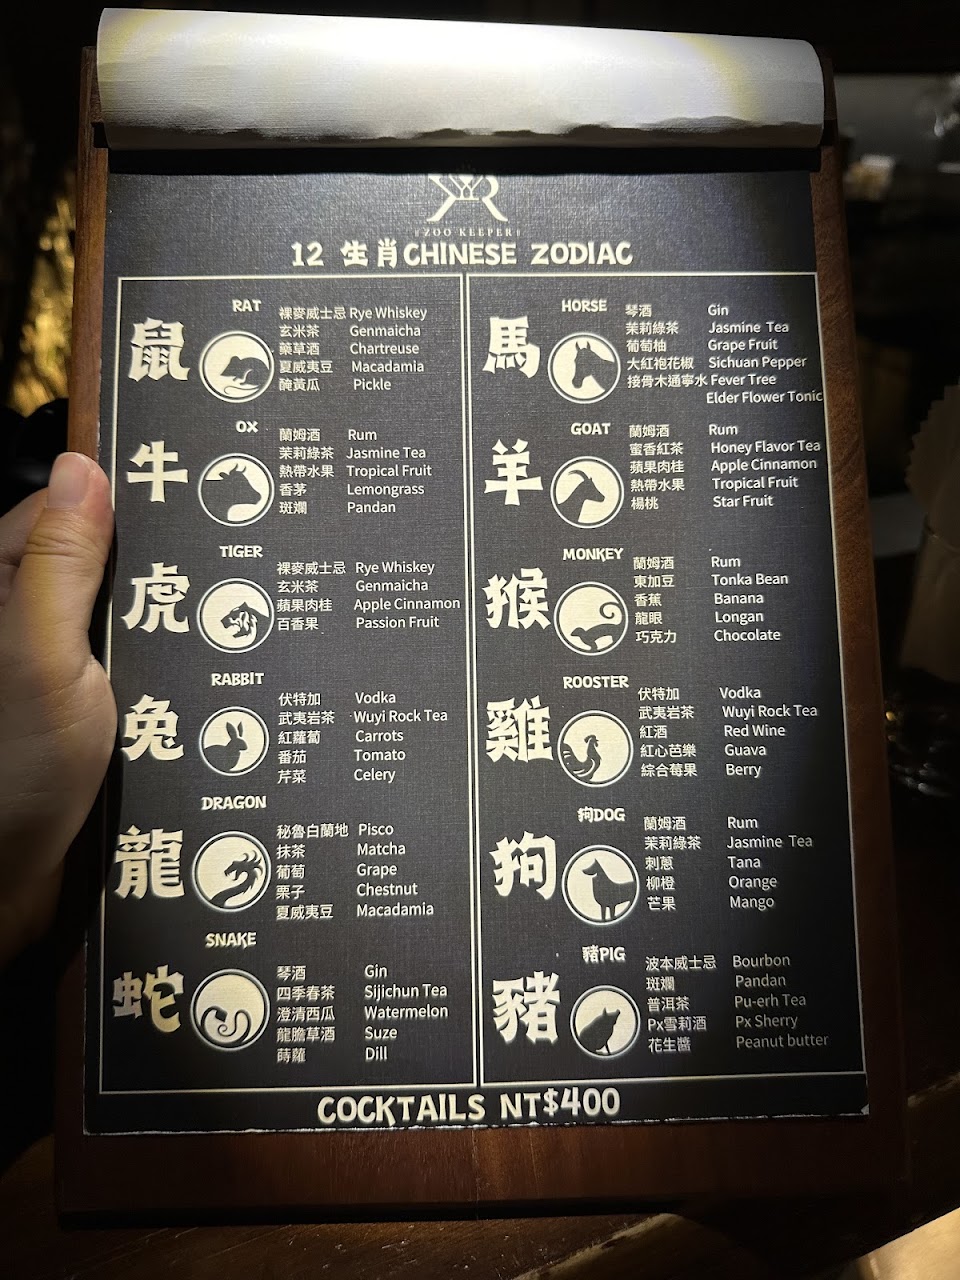 ZOO KEEPER
12 生肖CHINESE ZODIAC
鼠
RAT
裸麥威士忌 Rye Whiskey
玄米茶 Genmaicha
藥草酒 Chartreuse
夏威夷豆 Macadamia
醃黃瓜 Pickle
牛
OX
蘭姆酒 Rum
茉莉綠茶 Jasmine Tea
熱帶水果 Tropical Fruit
香茅 Lemongrass
斑斕 Pandan
虎
TIGER
裸麥威士忌 Rye Whiskey
玄米茶 Genmaicha
蘋果肉桂 Apple Cinnamon
百香果 Passion Fruit
兔
RABBIT
伏特加 Vodka
武夷岩茶 Wuyi Rock Tea
紅蘿蔔 Carrots
番茄 Tomato
芹菜 Celery
龍
DRAGON
秘魯白蘭地 Pisco
抹茶 Matcha
葡萄 Grape
栗子 Chestnut
夏威夷豆 Macadamia
蛇
SNAKE
琴酒 Gin
四季春茶 Sijichun Tea
澄清西瓜 Watermelon
龍膽草酒 Suze
蒔蘿 Dill
馬
HORSE
琴酒 Gin
茉莉綠茶 Jasmine Tea
葡萄柚 Grape Fruit
大紅袍花椒 Sichuan Pepper
接骨木通寧水 Fever Tree
Elder Flower Tonic
羊
GOAT
蘭姆酒 Rum
蜜香紅茶 Honey Flavor Tea
蘋果肉桂 Apple Cinnamon
熱帶水果 Tropical Fruit
楊桃 Star Fruit
猴
MONKEY
蘭姆酒 Rum
東加豆 Tonka Bean
香蕉 Banana
龍眼 Longan
巧克力 Chocolate
雞
ROOSTER
伏特加 Vodka
武夷岩茶 Wuyi Rock Tea
紅酒 Red Wine
紅心芭樂 Guava
綜合莓果 Berry
狗
狗DOG
蘭姆酒 Rum
茉莉綠茶 Jasmine Tea
刺蔥 Tana
柳橙 Orange
芒果 Mango
豬
豬PIG
波本威士忌 Bourbon
斑斕 Pandan
普洱茶 Pu-erh Tea
Px雪莉酒 Px Sherry
花生醬 Peanut butter
COCKTAILS NT$400